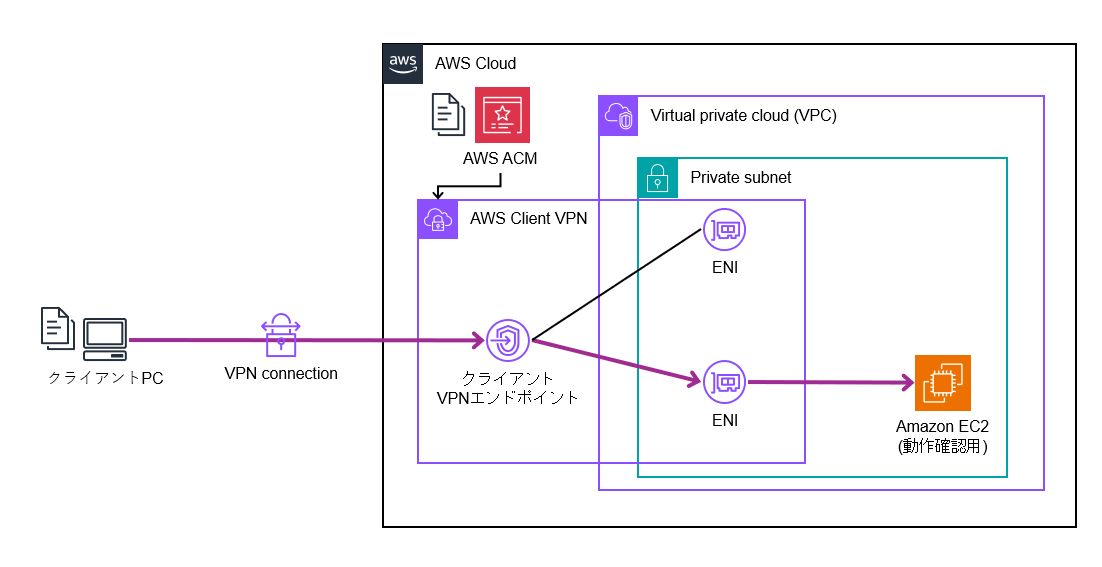 aws
AWS Cloud
AWS ACM
Virtual private cloud (VPC)
Private subnet
AWS Client VPN
ENI
クライアントPC
VPN connection
クライアント
VPNエンドポイント
ENI
Amazon EC2
(動作確認用)